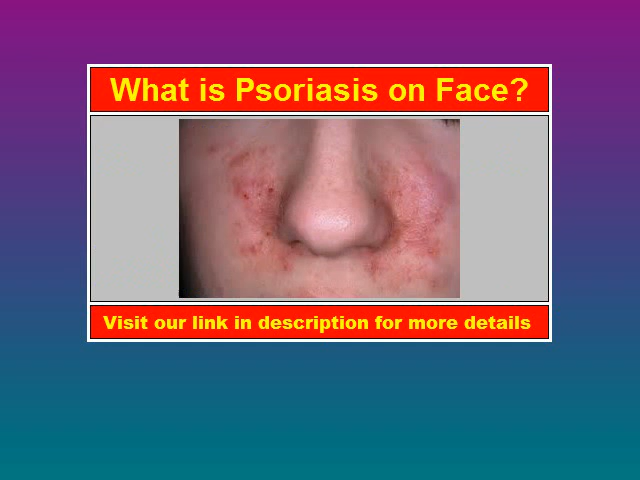 What is Psoriasis on Face?
Visit our link in description for more details